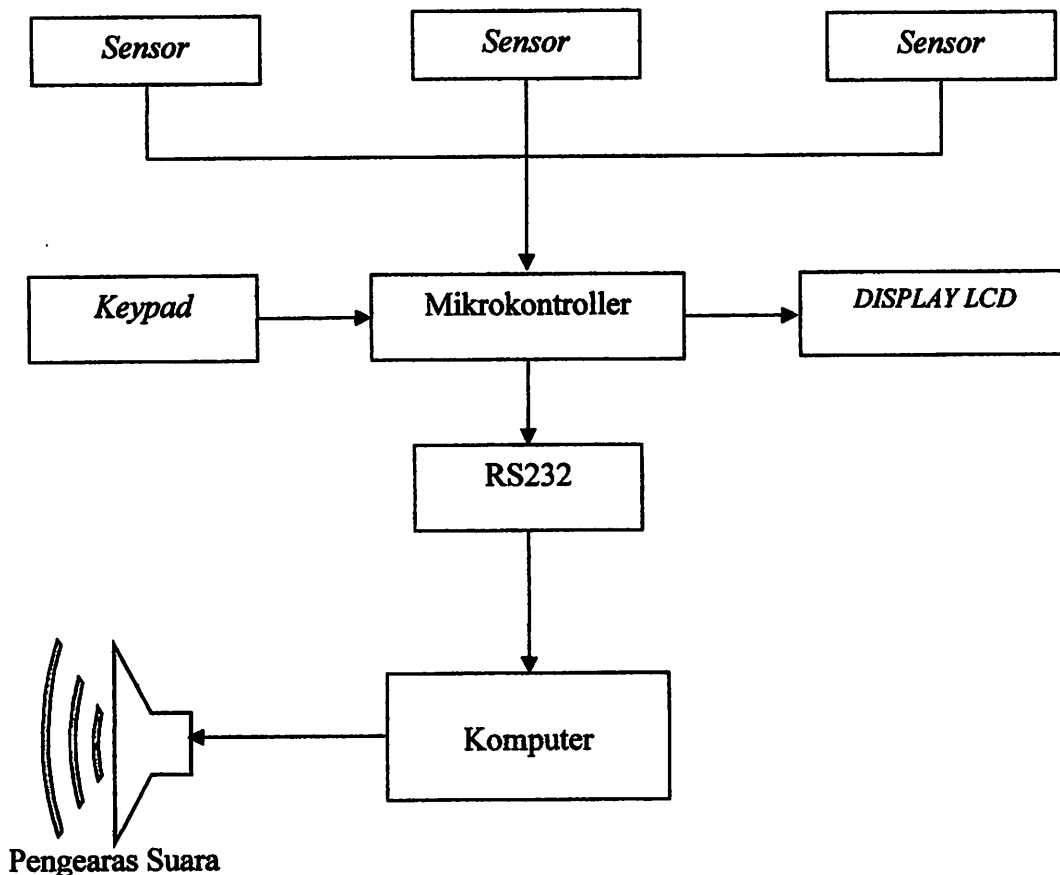 Sensor
Sensor
Sensor
Keypad
Mikrokontroller
DISPLAY LCD
RS232
Komputer
Pengearas Suara